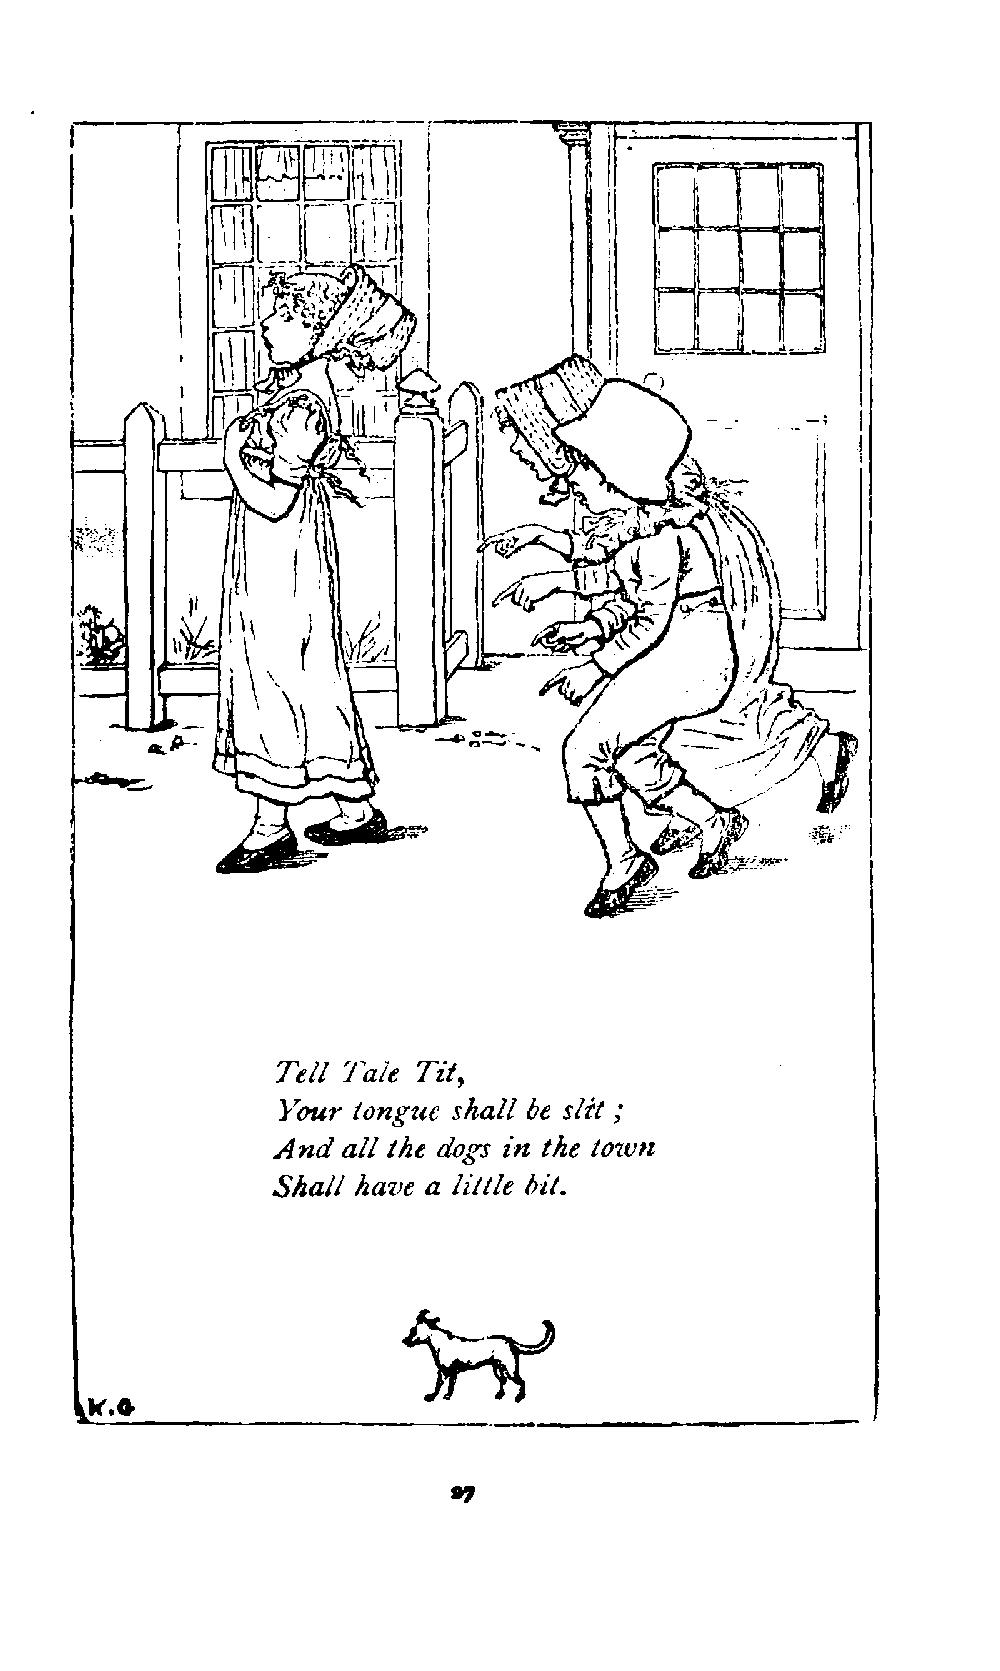 Tell Tale Tit,
Your tongue shall be slit ;
And all the dogs in the town
Shall have a little bit.
K.G
27